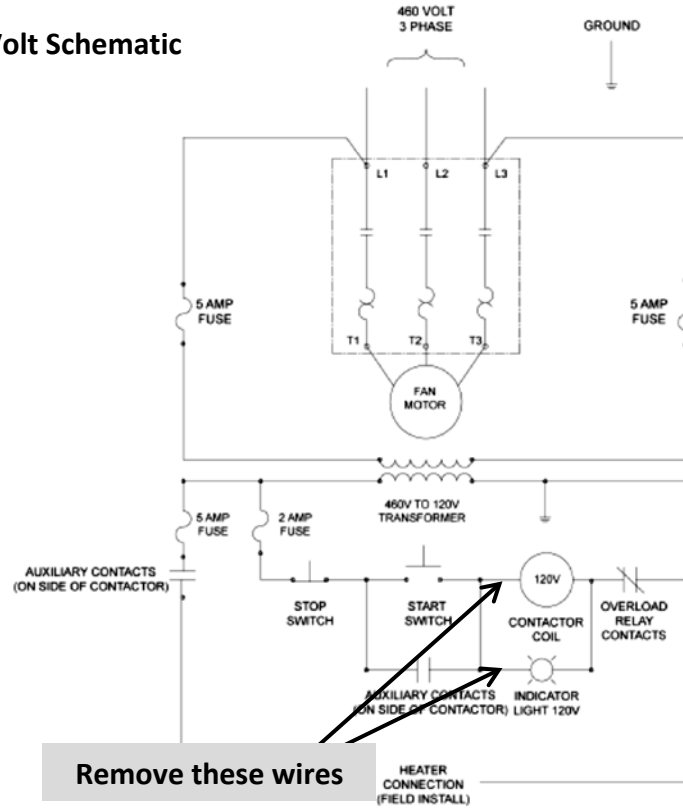 460 VOLT
3 PHASE
GROUND
Volt Schematic
L1
L2
L3
5 AMP
FUSE
5 AMP
FUSE
T1
T2
T3
FAN
MOTOR
460V TO 120V
TRANSFORMER
5 AMP
FUSE
2 AMP
FUSE
AUXILIARY CONTACTS
(ON SIDE OF CONTACTOR)
STOP
SWITCH
START
SWITCH
120V
CONTACTOR
COIL
OVERLOAD
RELAY
CONTACTS
AUXILIARY CONTACTS
(ON SIDE OF CONTACTOR)
INDICATOR
LIGHT 120V
Remove these wires
HEATER
CONNECTION
(FIELD INSTALL)